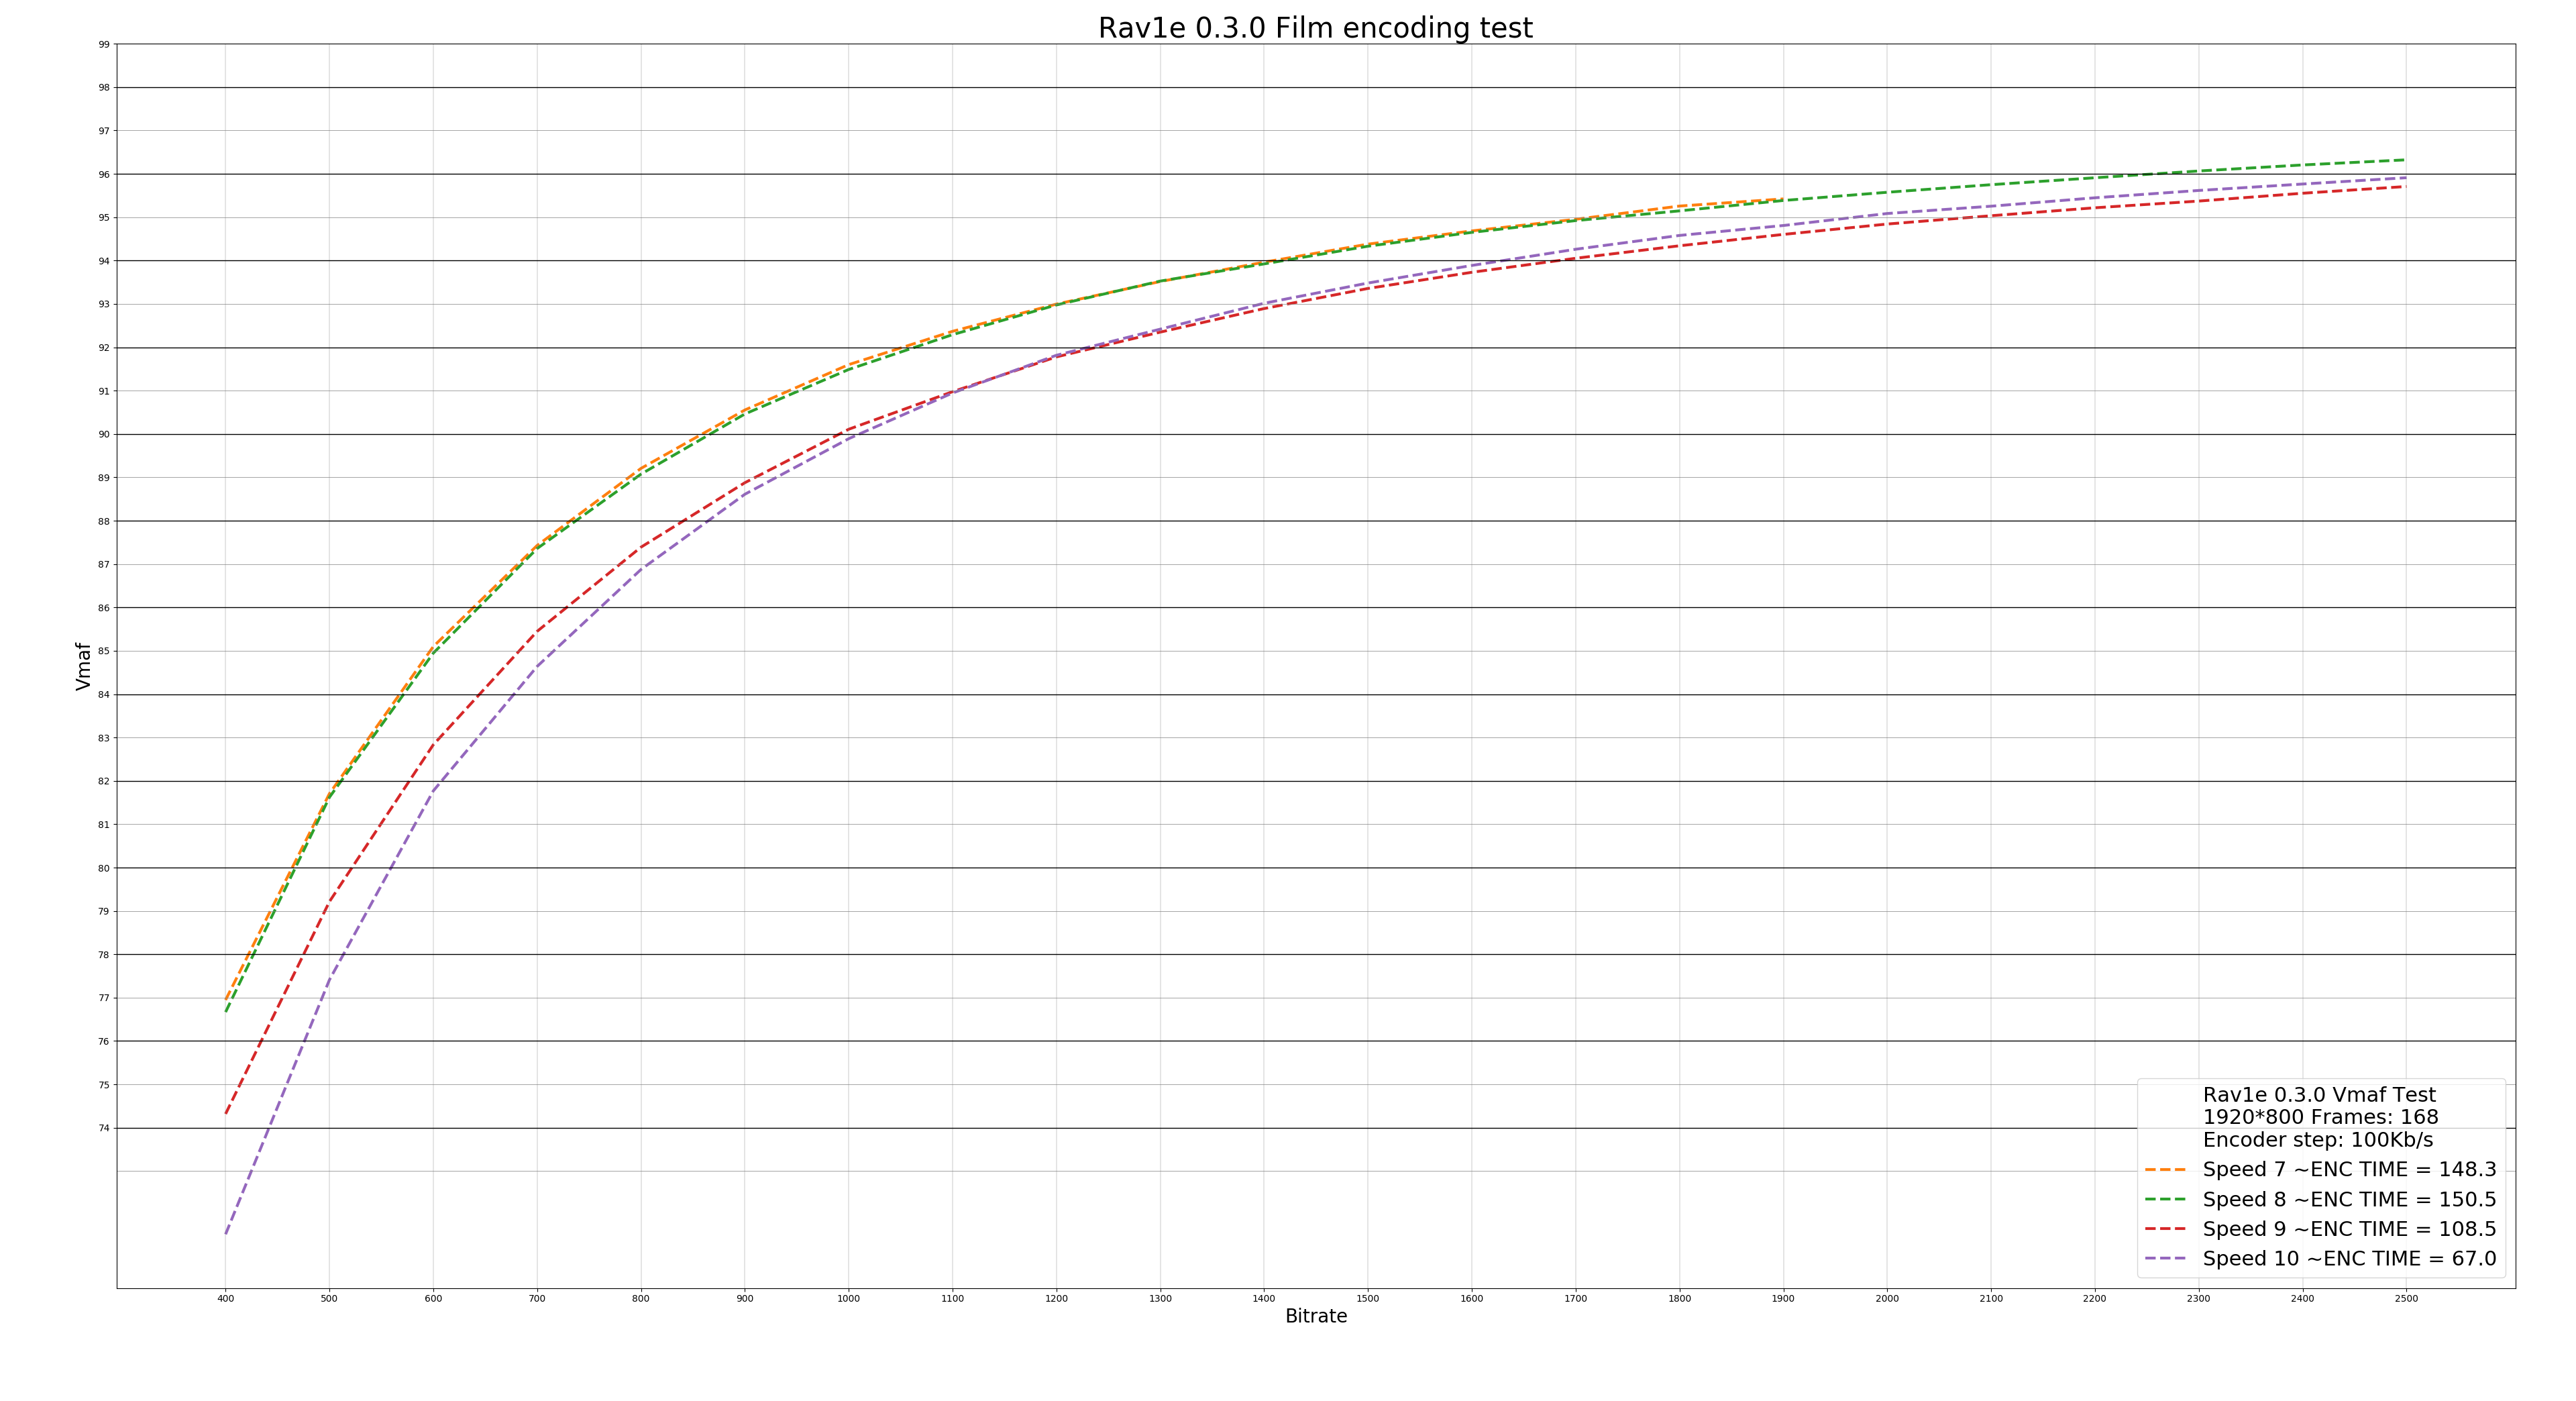 Rav1e 0.3.0 Film encoding test
99
98
97
96
95
94
93
92
91
90
89
88
87
86
85
84
83
82
81
80
79
78
77
76
75
74
Vmaf
Rav1e 0.3.0 Vmaf Test
1920*800 Frames: 168
Encoder step: 100Kb/s
Speed 7 ~ENC TIME = 148.3
Speed 8 ~ENC TIME = 150.5
Speed 9 ~ENC TIME = 108.5
Speed 10 ~ENC TIME = 67.0
400 500 600 700 800 900 1000 1100 1200 1300 1400 1500 1600 1700 1800 1900 2000 2100 2200 2300 2400 2500
Bitrate